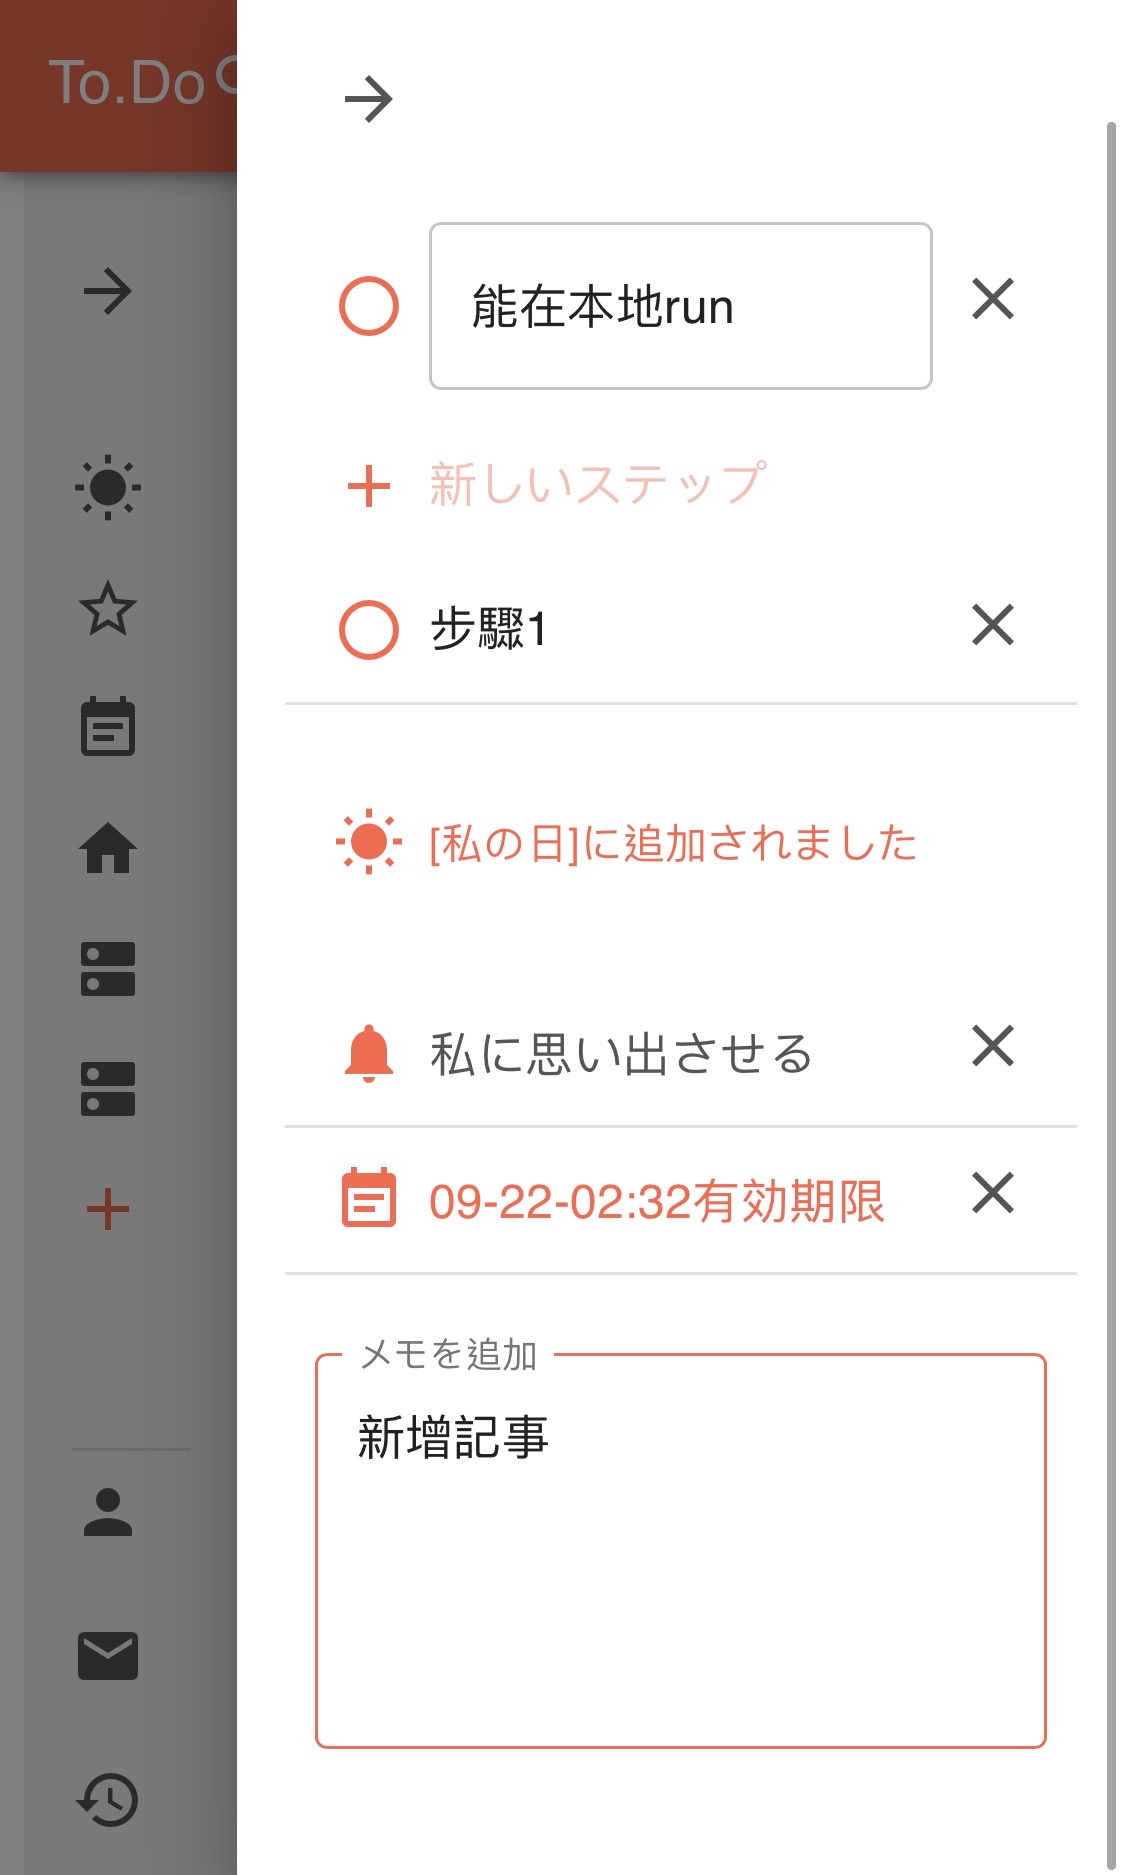 To.Do
能在本地run
新しいステップ
步驟1
[私の日]に追加されました
私に思い出させる
09-22-02:32有効期限
メモを追加
新增記事